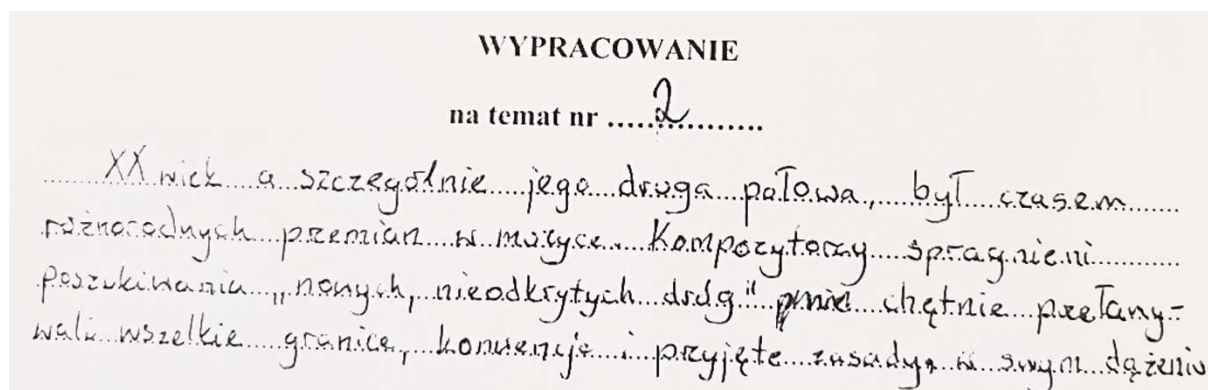 WYPRACOWANIE
na temat nr .....2..........
XX wiek a szczególnie jego druga połowa, był czasem
różnorodnych przemian w muzyce. Kompozytorzy spragnieni
poszukiwania „nowych, nieodkrytych dróg" chętnie przełamy-
wali wszelkie granice, konwencje i przyjęte zasady, w swym dążeniu